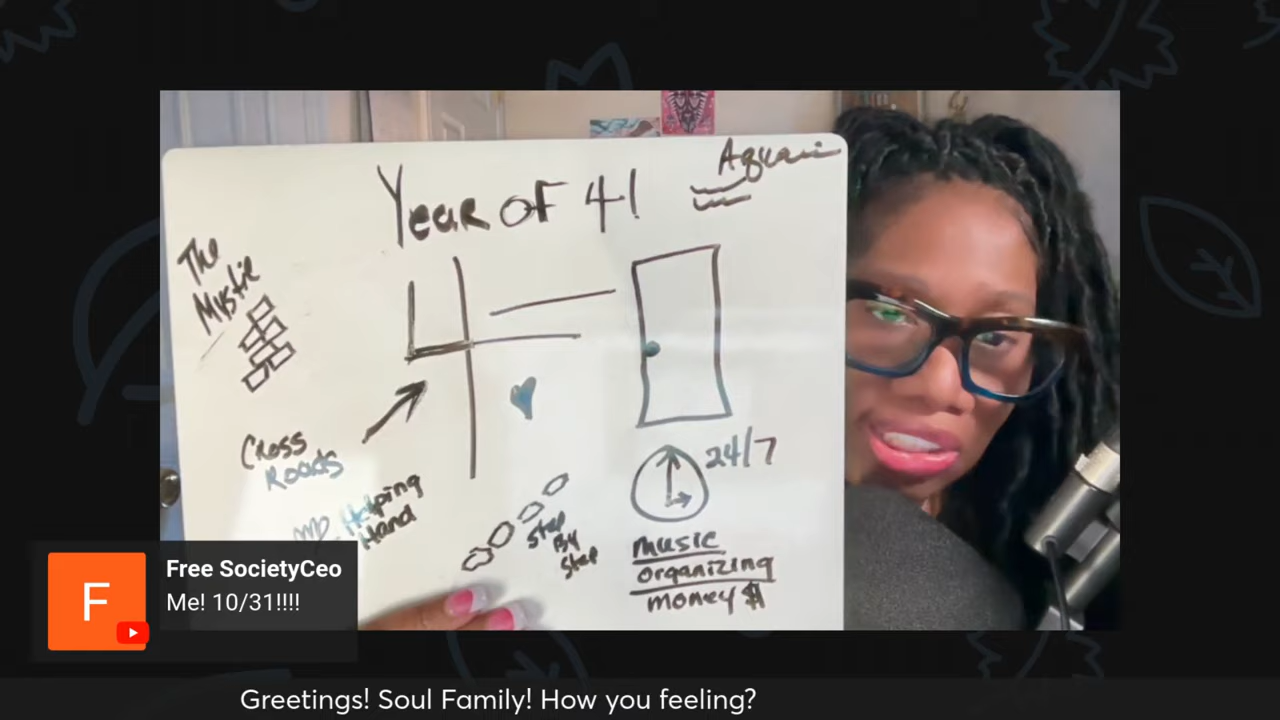 Year of 41
The
Mystic
4
Cross
Roads
Helping
Hand
Step
By
Step
24/7
music
organizing
money $
F
Free SocietyCeo
Me! 10/31!!!!
Greetings! Soul Family! How you feeling?